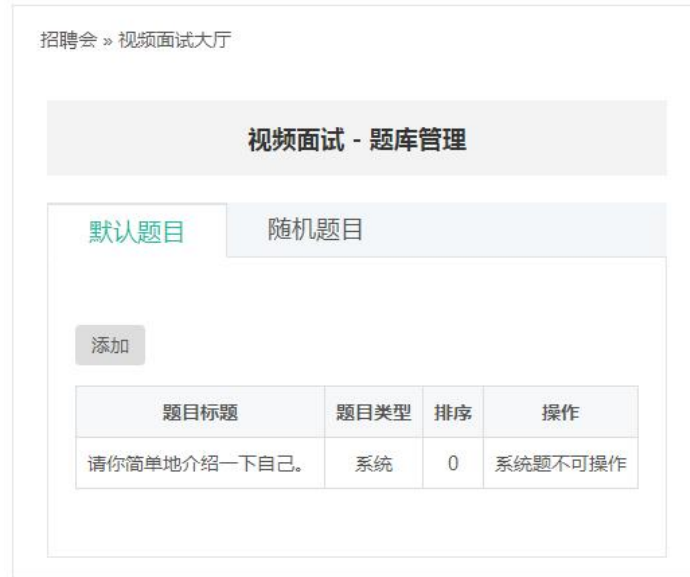 招聘会 » 视频面试大厅
视频面试 - 题库管理
默认题目 随机题目
添加
题目标题 题目类型 排序 操作
请你简单地介绍一下自己。 系统 0 系统题不可操作